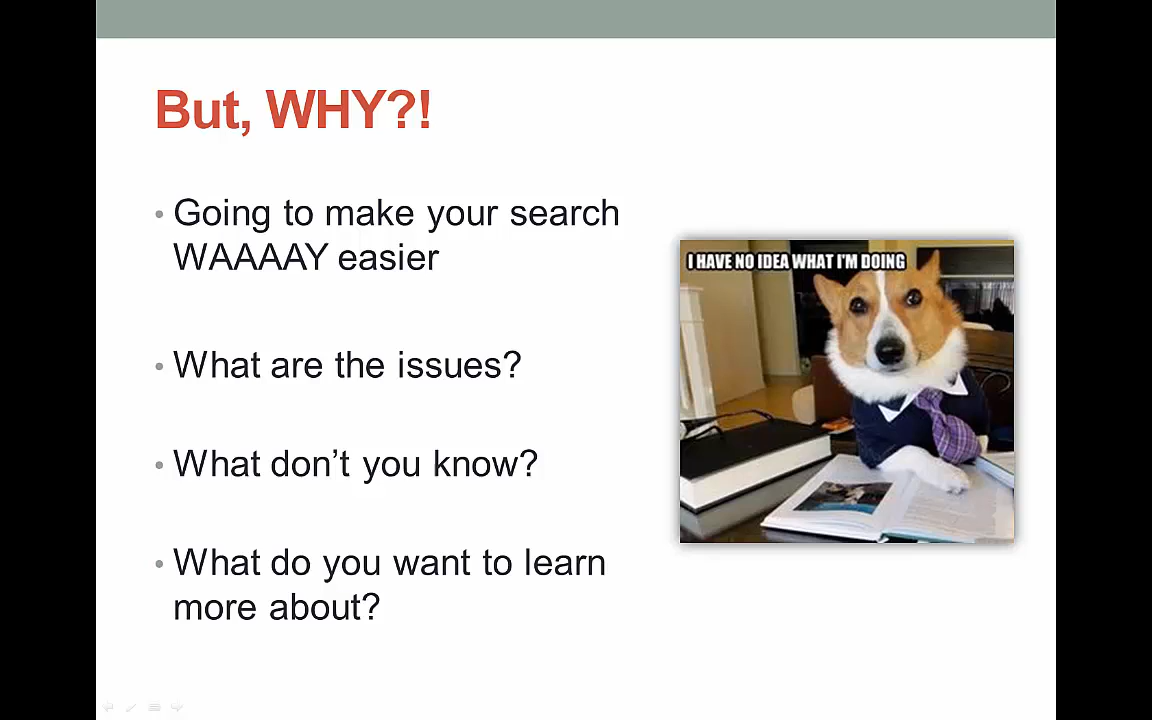 But, WHY?!
• Going to make your search
WAAAAY easier
• What are the issues?
• What don’t you know?
• What do you want to learn
more about?
I HAVE NO IDEA WHAT I'M DOING